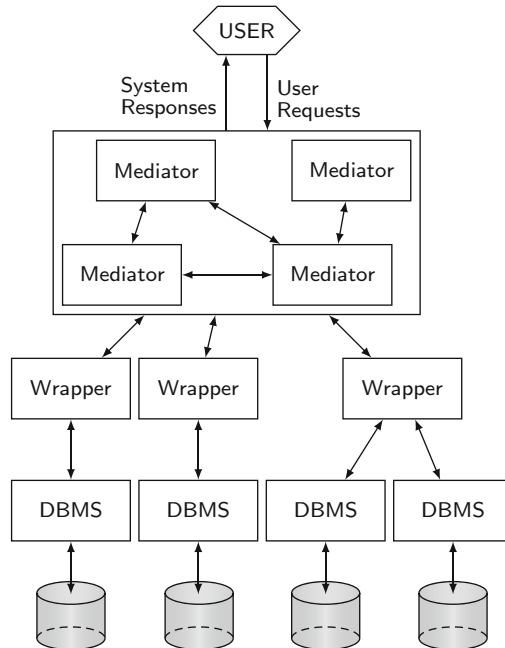 USER
System
Responses
User
Requests
Mediator
Mediator
Mediator
Mediator
Wrapper
Wrapper
Wrapper
DBMS
DBMS
DBMS
DBMS